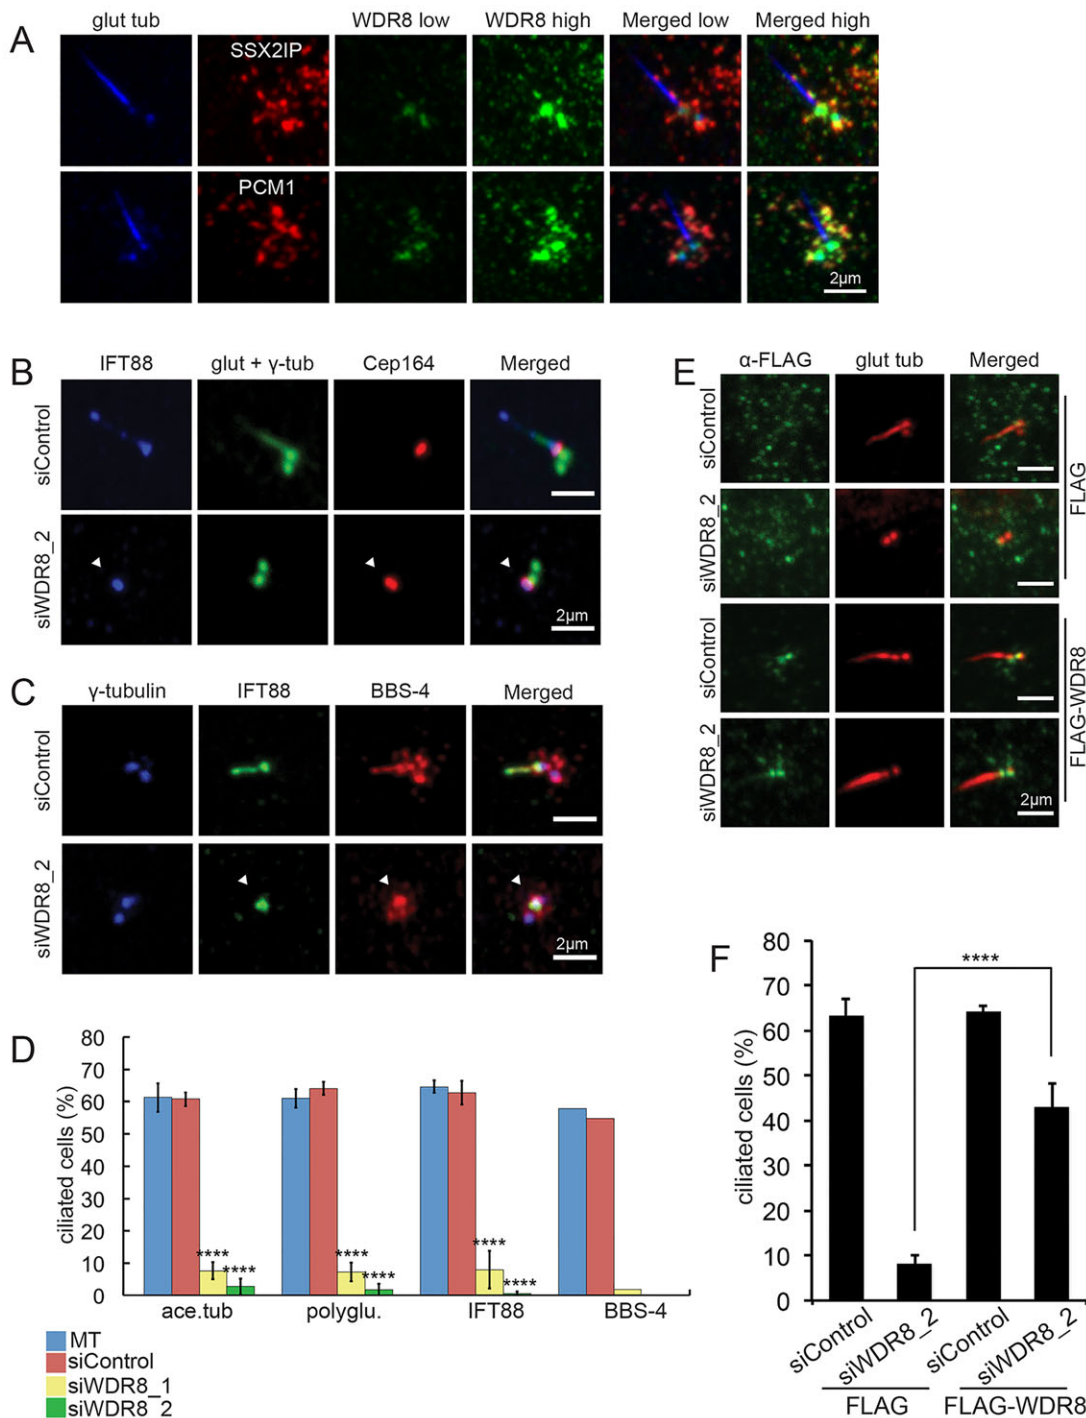 A
glut tub
WDR8 low
WDR8 high
Merged low
Merged high
SSX2IP
PCM1
2µm
B
IFT88
glut + γ-tub
Cep164
Merged
siControl
siWDR8_2
2µm
C
γ-tubulin
IFT88
BBS-4
Merged
siControl
siWDR8_2
2µm
D
ciliated cells (%)
80
70
60
50
40
30
20
10
0
****
****
****
****
****
****
ace.tub
polyglu.
IFT88
BBS-4
MT
siControl
siWDR8_1
siWDR8_2
E
α-FLAG
glut tub
Merged
siControl
siWDR8_2
FLAG
siControl
siWDR8_2
FLAG-WDR8
2µm
F
ciliated cells (%)
80
70
60
50
40
30
20
10
0
****
siControl
siWDR8_2
siControl
siWDR8_2
FLAG
FLAG-WDR8